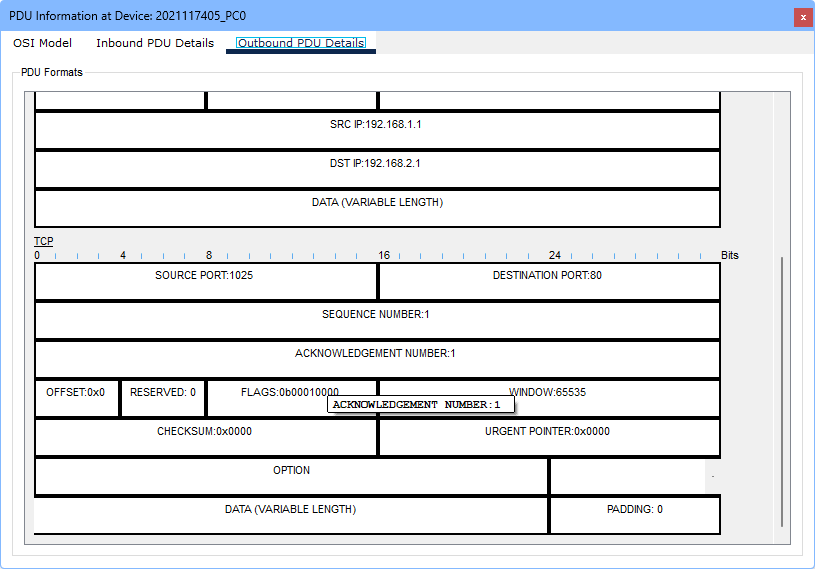 PDU Information at Device: 2021117405_PC0
x
OSI Model Inbound PDU Details Outbound PDU Details
PDU Formats
SRC IP:192.168.1.1
DST IP:192.168.2.1
DATA (VARIABLE LENGTH)
TCP
0 4 8 16 24 Bits
SOURCE PORT:1025 DESTINATION PORT:80
SEQUENCE NUMBER:1
ACKNOWLEDGEMENT NUMBER:1
OFFSET:0x0 RESERVED: 0 FLAGS:0b00010000 WINDOW:65535
ACKNOWLEDGEMENT NUMBER:1
CHECKSUM:0x0000 URGENT POINTER:0x0000
OPTION
DATA (VARIABLE LENGTH) PADDING: 0